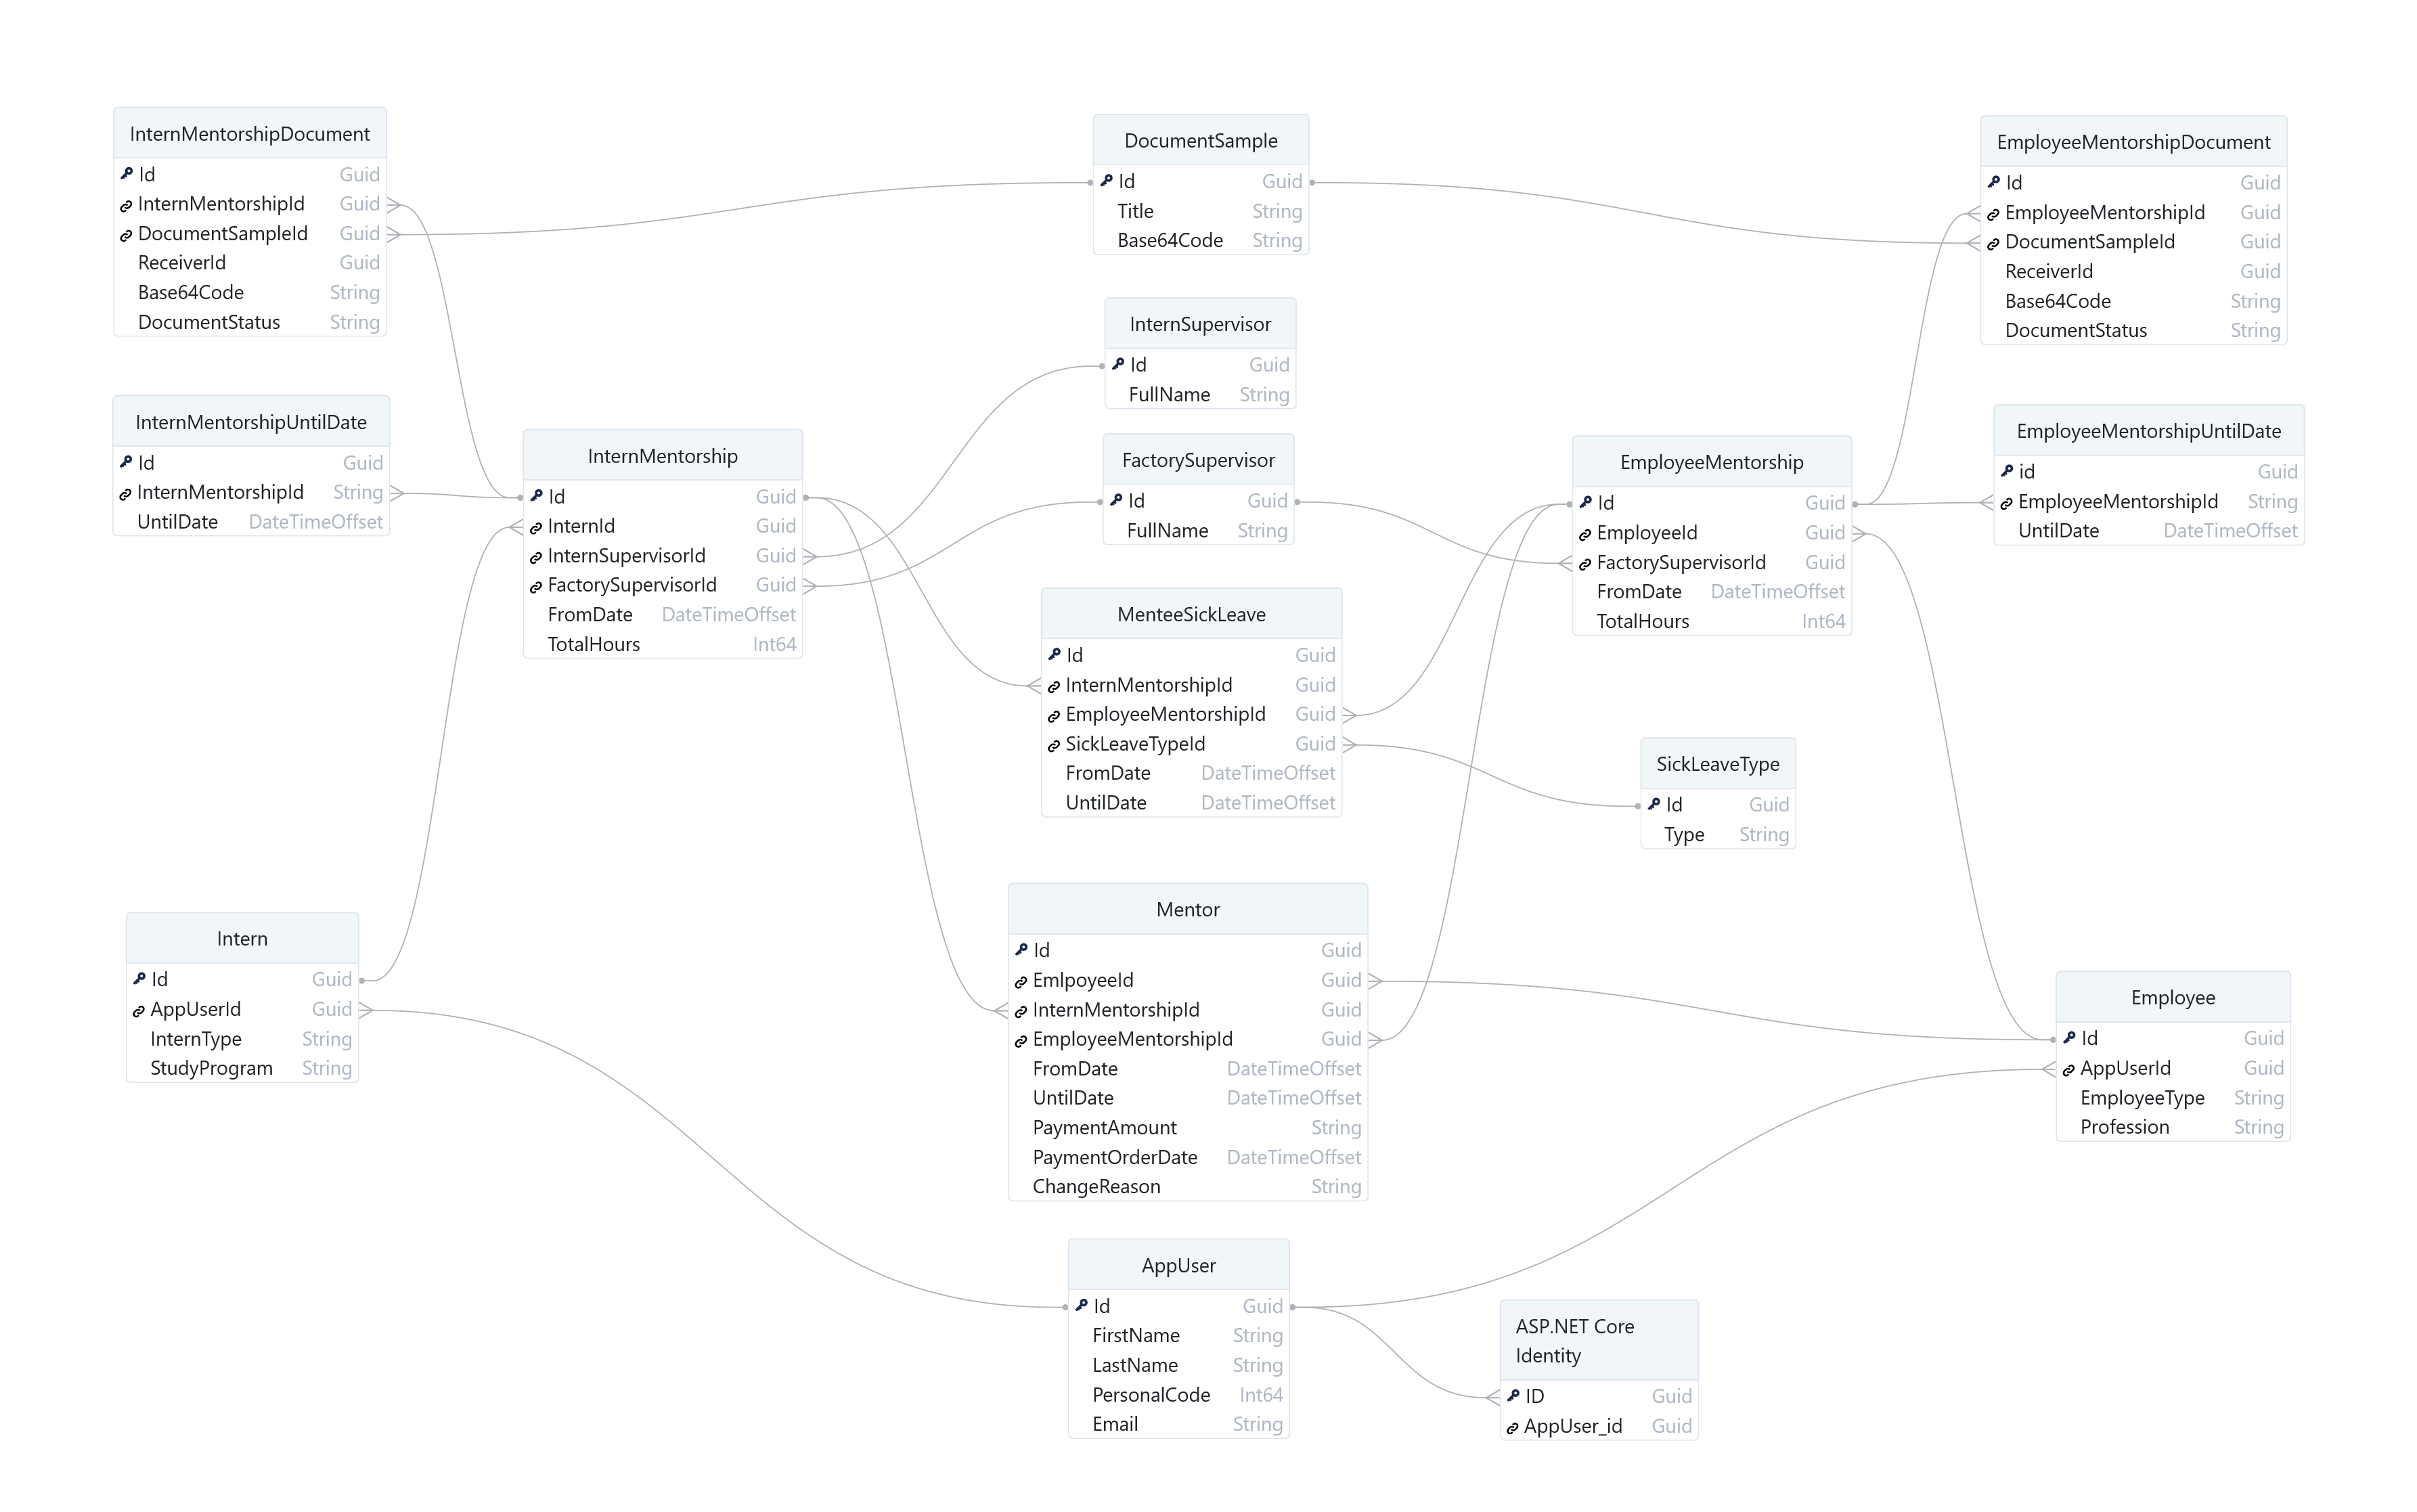 InternMentorshipDocument
Id Guid
InternMentorshipId Guid
DocumentSampleId Guid
ReceiverId Guid
Base64Code String
DocumentStatus String
DocumentSample
Id Guid
Title String
Base64Code String
EmployeeMentorshipDocument
Id Guid
EmployeeMentorshipId Guid
DocumentSampleId Guid
ReceiverId Guid
Base64Code String
DocumentStatus String
InternSupervisor
Id Guid
FullName String
InternMentorshipUntilDate
Id Guid
InternMentorshipId String
UntilDate DateTimeOffset
InternMentorship
Id Guid
InternId Guid
InternSupervisorId Guid
FactorySupervisorId Guid
FromDate DateTimeOffset
TotalHours Int64
FactorySupervisor
Id Guid
FullName String
EmployeeMentorship
Id Guid
EmployeeId Guid
FactorySupervisorId Guid
FromDate DateTimeOffset
TotalHours Int64
EmployeeMentorshipUntilDate
id Guid
EmployeeMentorshipId String
UntilDate DateTimeOffset
MenteeSickLeave
Id Guid
InternMentorshipId Guid
EmployeeMentorshipId Guid
SickLeaveTypeId Guid
FromDate DateTimeOffset
UntilDate DateTimeOffset
SickLeaveType
Id Guid
Type String
Intern
Id Guid
AppUserId Guid
InternType String
StudyProgram String
Mentor
Id Guid
EmlpoyeeId Guid
InternMentorshipId Guid
EmployeeMentorshipId Guid
FromDate DateTimeOffset
UntilDate DateTimeOffset
PaymentAmount String
PaymentOrderDate DateTimeOffset
ChangeReason String
Employee
Id Guid
AppUserId Guid
EmployeeType String
Profession String
AppUser
Id Guid
FirstName String
LastName String
PersonalCode Int64
Email String
ASP.NET Core
Identity
ID Guid
AppUser_id Guid